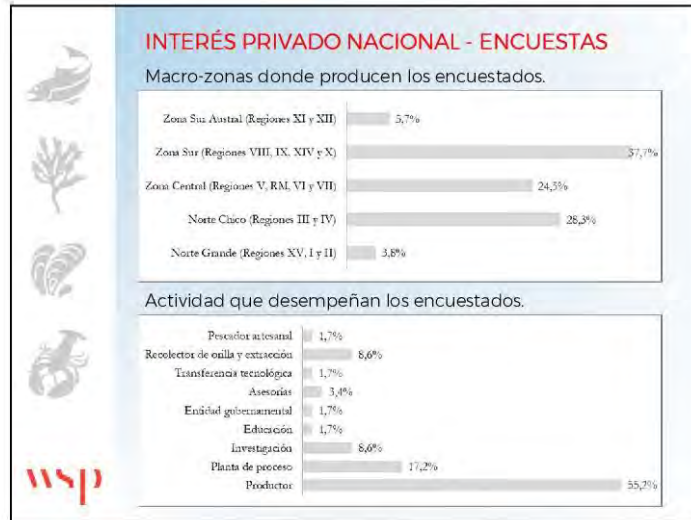 INTERÉS PRIVADO NACIONAL - ENCUESTAS
Macro-zonas donde producen los encuestados.
Zona Sur Austral (Regiones XI y XII) 5,7%
Zona Sur (Regiones VIII, IX, XIV y X) 37,7%
Zona Central (Regiones V, RM, VI y VII) 24,5%
Norte Chico (Regiones III y IV) 28,3%
Norte Grande (Regiones XV, I y II) 3,8%
Actividad que desempeñan los encuestados.
Pescador artesanal 1,7%
Recolector de orilla y extracción 8,6%
Transferencia tecnológica 1,7%
Asesorías 3,4%
Entidad gubernamental 1,7%
Educación 1,7%
Investigación 8,6%
Planta de proceso 17,2%
Productor 55,2%
wsp